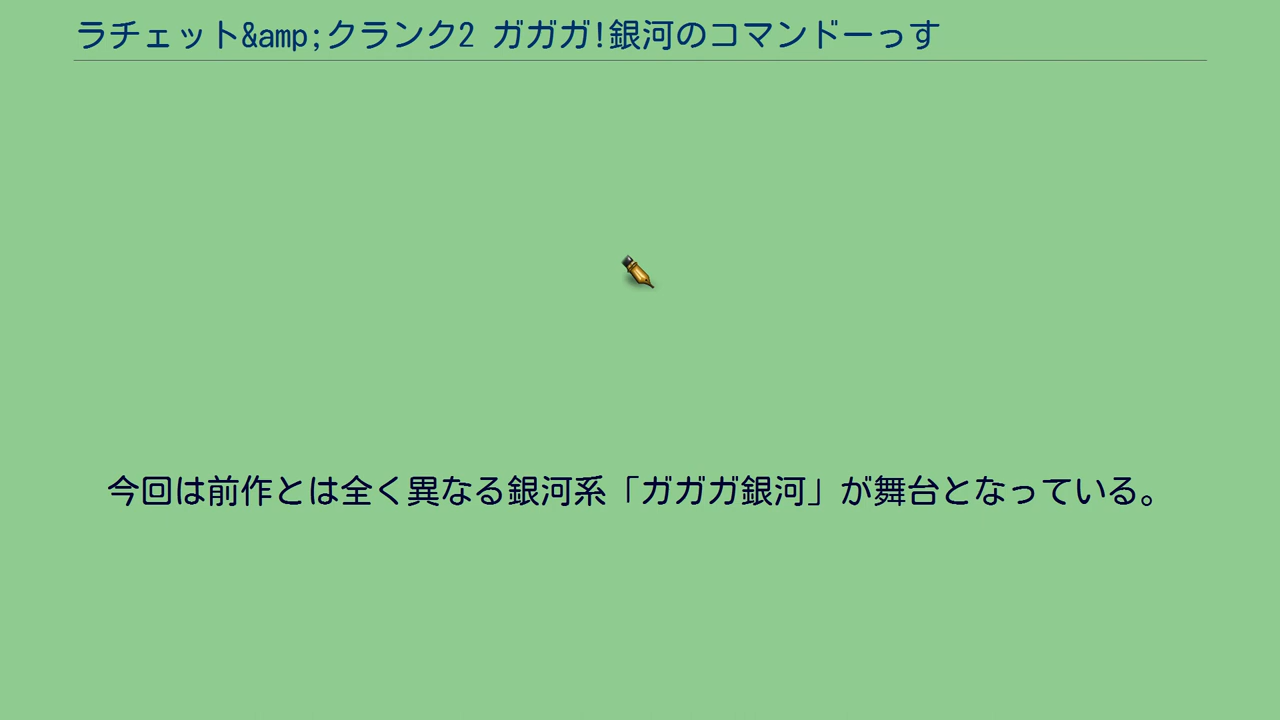 ラチェット&amp;クランク2 ガガガ!銀河のコマンドーっす
今回は前作とは全く異なる銀河系「ガガガ銀河」が舞台となっている。